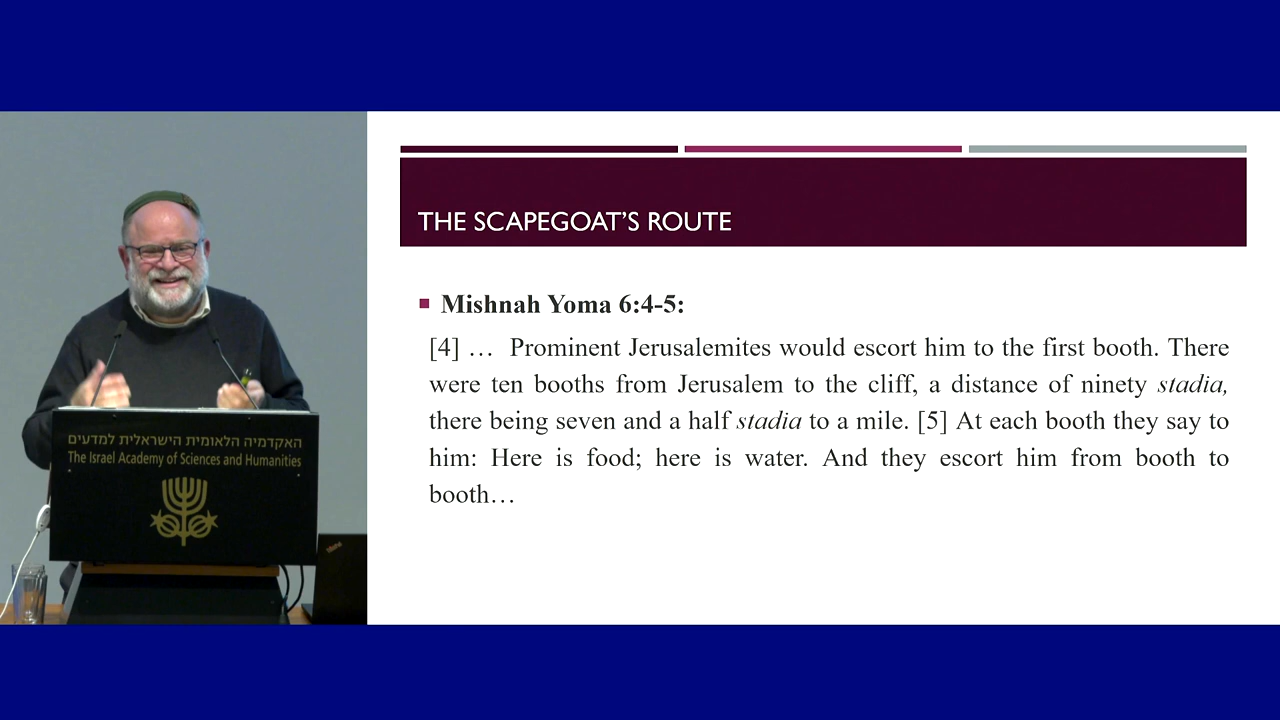 THE SCAPEGOAT’S ROUTE
Mishnah Yoma 6:4-5:
[4] … Prominent Jerusalemites would escort him to the first booth. There
were ten booths from Jerusalem to the cliff, a distance of ninety stadia,
there being seven and a half stadia to a mile. [5] At each booth they say to
him: Here is food; here is water. And they escort him from booth to
booth…
האקדמיה הלאומית הישראלית למדעים
The Israel Academy of Sciences and Humanities